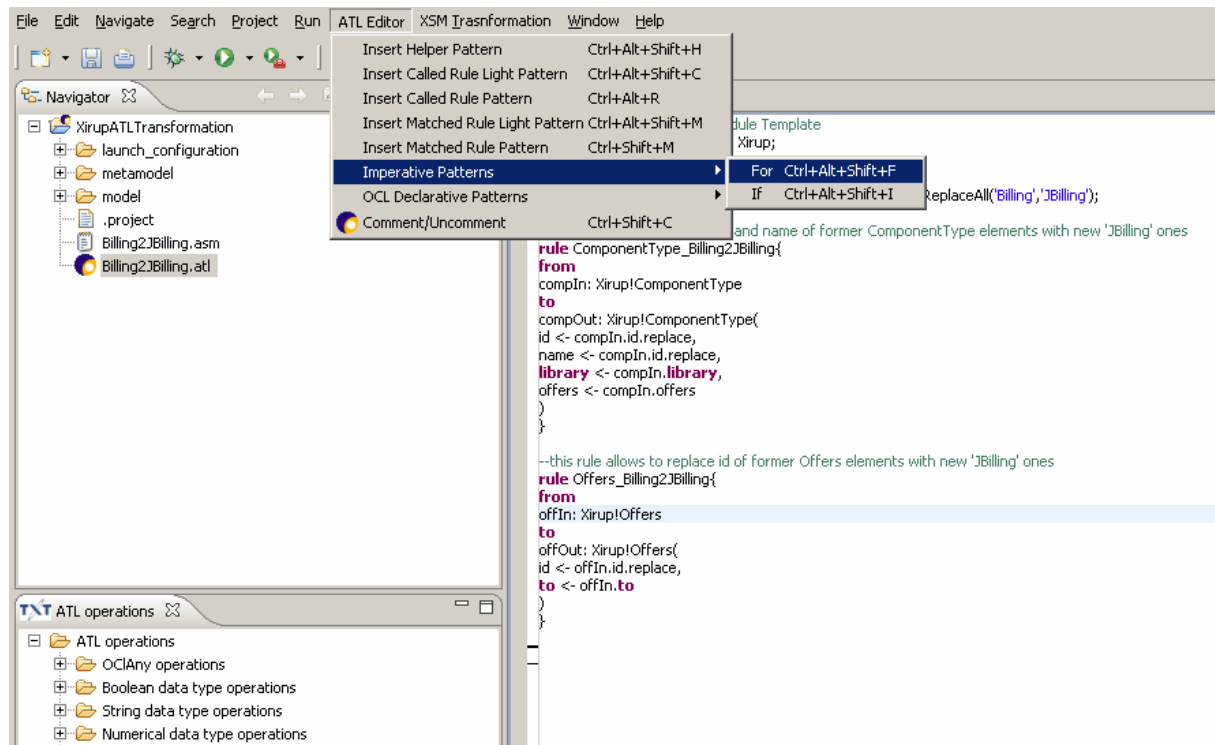 File Edit Navigate Search Project Run ATL Editor XSM Trasnformation Window Help
Insert Helper Pattern Ctrl+Alt+Shift+H
Insert Called Rule Light Pattern Ctrl+Alt+Shift+C
Insert Called Rule Pattern Ctrl+Alt+R
Insert Matched Rule Light Pattern Ctrl+Alt+Shift+M
Insert Matched Rule Pattern Ctrl+Shift+M
Imperative Patterns
OCL Declarative Patterns
Comment/Uncomment Ctrl+Shift+C
For Ctrl+Alt+Shift+F
If Ctrl+Alt+Shift+I
Navigator
XirupATLTransformation
launch_configuration
metamodel
model
.project
Billing2JBilling.asm
Billing2JBilling.atl
dule Template
Xirup;
ReplaceAll('Billing','JBilling');
and name of former ComponentType elements with new 'JBilling' ones
rule ComponentType_Billing2JBilling{
from
compIn: Xirup!ComponentType
to
compOut: Xirup!ComponentType(
id <- compIn.id.replace,
name <- compIn.id.replace,
library <- compIn.library,
offers <- compIn.offers
)
}
--this rule allows to replace id of former Offers elements with new 'JBilling' ones
rule Offers_Billing2JBilling{
from
offIn: Xirup!Offers
to
offOut: Xirup!Offers(
id <- offIn.id.replace,
to <- offIn.to
)
}
TXT ATL operations
ATL operations
OClAny operations
Boolean data type operations
String data type operations
Numerical data type operations